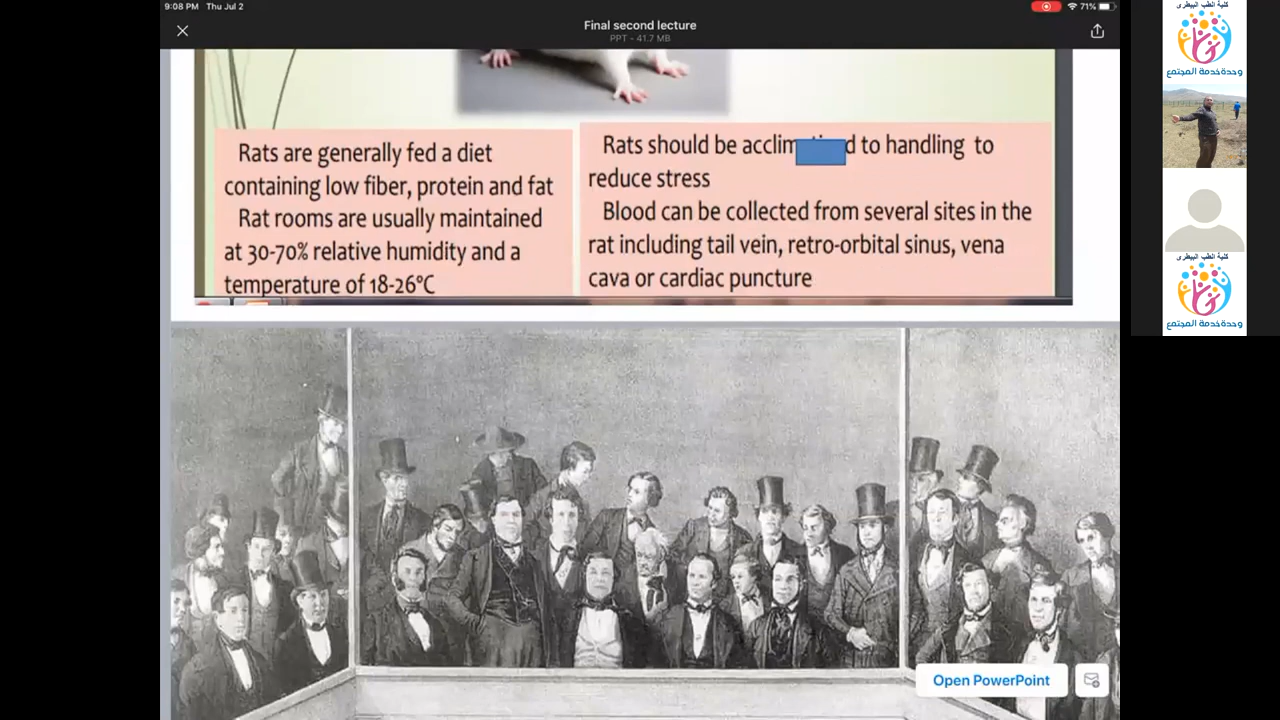 9:08 PM Thu Jul 2
71%
Final second lecture
PPT - 41.7 MB
Rats are generally fed a diet
containing low fiber, protein and fat
Rat rooms are usually maintained
at 30-70% relative humidity and a
temperature of 18-26°C
Rats should be to handling to
reduce stress
Blood can be collected from several sites in the
rat including tail vein, retro-orbital sinus, vena
cava or cardiac puncture
Open PowerPoint
كلية الطب البيطرى
وحدة خدمة المجتمع
كلية الطب البيطرى
وحدة خدمة المجتمع